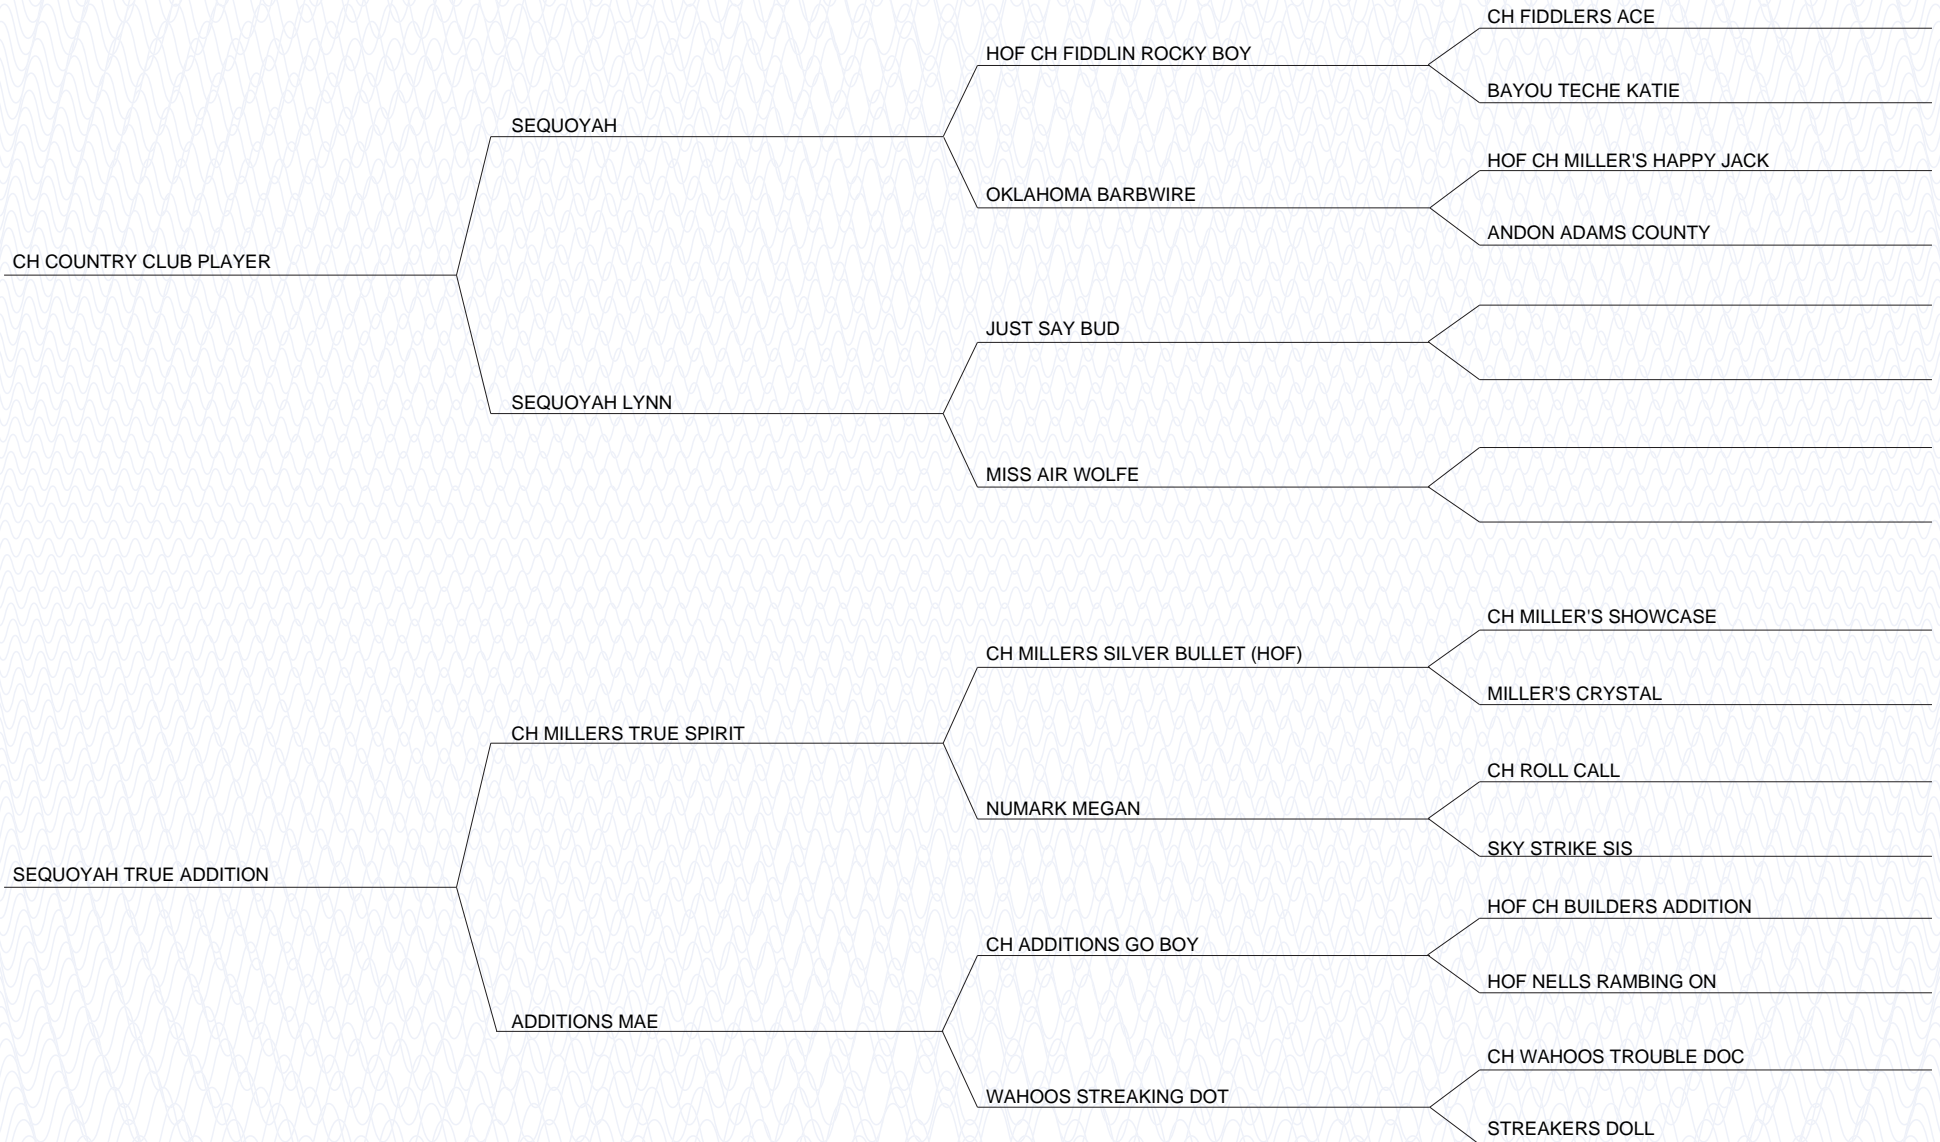 CH FIDDLERS ACE
HOF CH FIDDLIN ROCKY BOY
BAYOU TECHE KATIE
SEQUOYAH
HOF CH MILLER'S HAPPY JACK
OKLAHOMA BARBWIRE
ANDON ADAMS COUNTY
CH COUNTRY CLUB PLAYER
JUST SAY BUD
SEQUOYAH LYNN
MISS AIR WOLFE
CH MILLER'S SHOWCASE
CH MILLERS SILVER BULLET (HOF)
MILLER'S CRYSTAL
CH MILLERS TRUE SPIRIT
CH ROLL CALL
NUMARK MEGAN
SKY STRIKE SIS
SEQUOYAH TRUE ADDITION
HOF CH BUILDERS ADDITION
CH ADDITIONS GO BOY
HOF NELLS RAMBING ON
ADDITIONS MAE
CH WAHOOS TROUBLE DOC
WAHOOS STREAKING DOT
STREAKERS DOLL